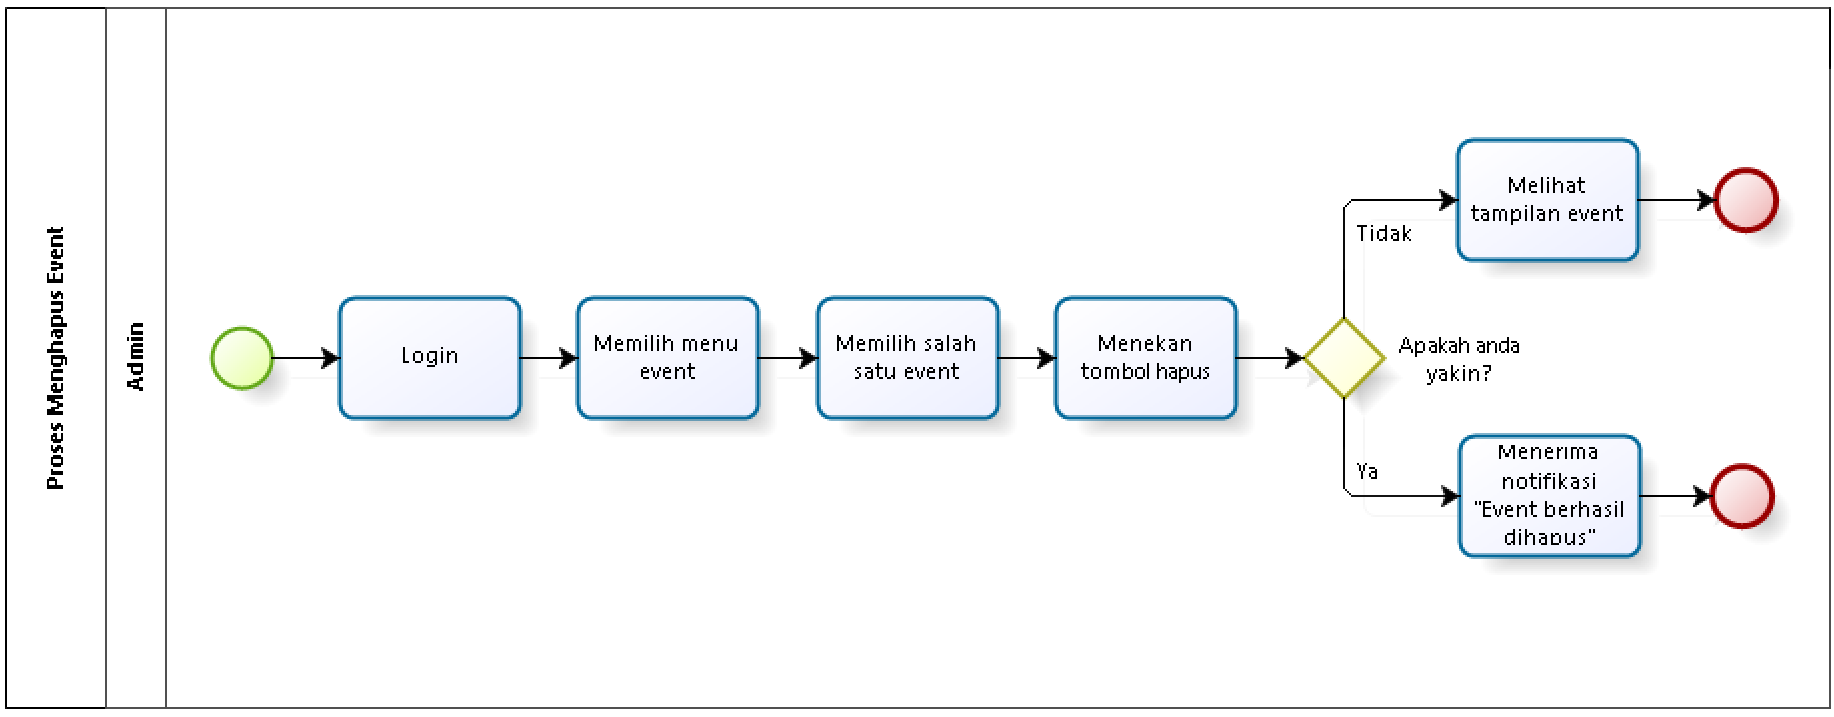 Proses Menghapus Event
Admin
Login
Memilih menu
event
Memilih salah
satu event
Menekan
tombol hapus
Apakah anda
yakin?
Tidak
Melihat
tampilan event
Ya
Menerima
notifikasi
"Event berhasil
dihapus"